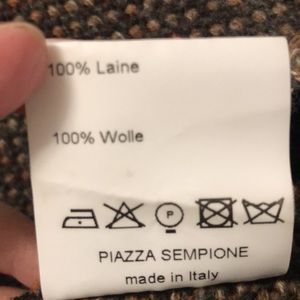 100% Laine
100% Wolle
P
PIAZZA SEMPIONE
made in Italy